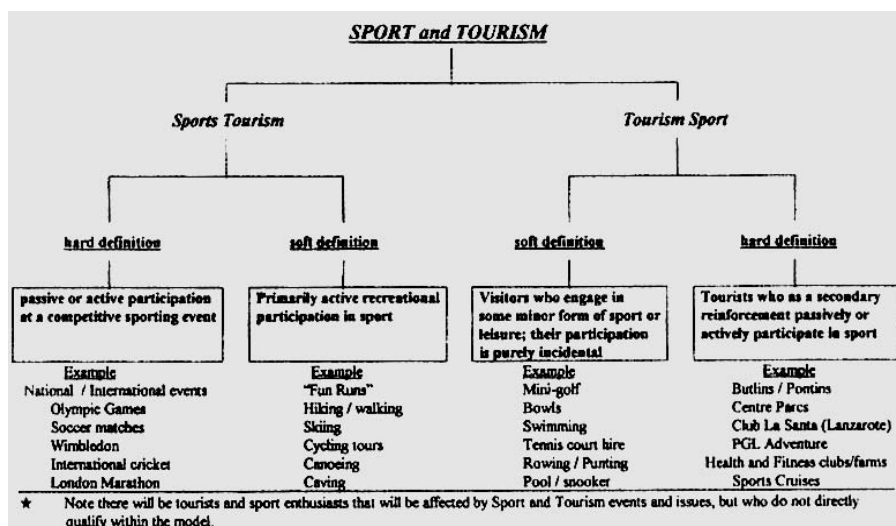 SPORT and TOURISM
Sports Tourism
Tourism Sport
hard definition
soft definition
soft definition
hard definition
passive or active participation
at a competitive sporting event
Primarily active recreational
participation in sport
Visitors who engage in
some minor form of sport or
leisure; their participation
is purely incidental
Tourists who as a secondary
reinforcement passively or
actively participate in sport
Example
National / International events
Olympic Games
Soccer matches
Wimbledon
International cricket
London Marathon
Example
"Fun Runs"
Hiking / walking
Skiing
Cycling tours
Canoeing
Caving
Example
Mini-golf
Bowls
Swimming
Tennis court hire
Rowing / Punting
Pool / snooker
Example
Butlins / Pontins
Centre Parcs
Club La Santa (Lanzarote)
PGL Adventure
Health and Fitness clubs/farms
Sports Cruises
★ Note there will be tourists and sport enthusiasts that will be affected by Sport and Tourism events and issues, but who do not directly
qualify within the model.